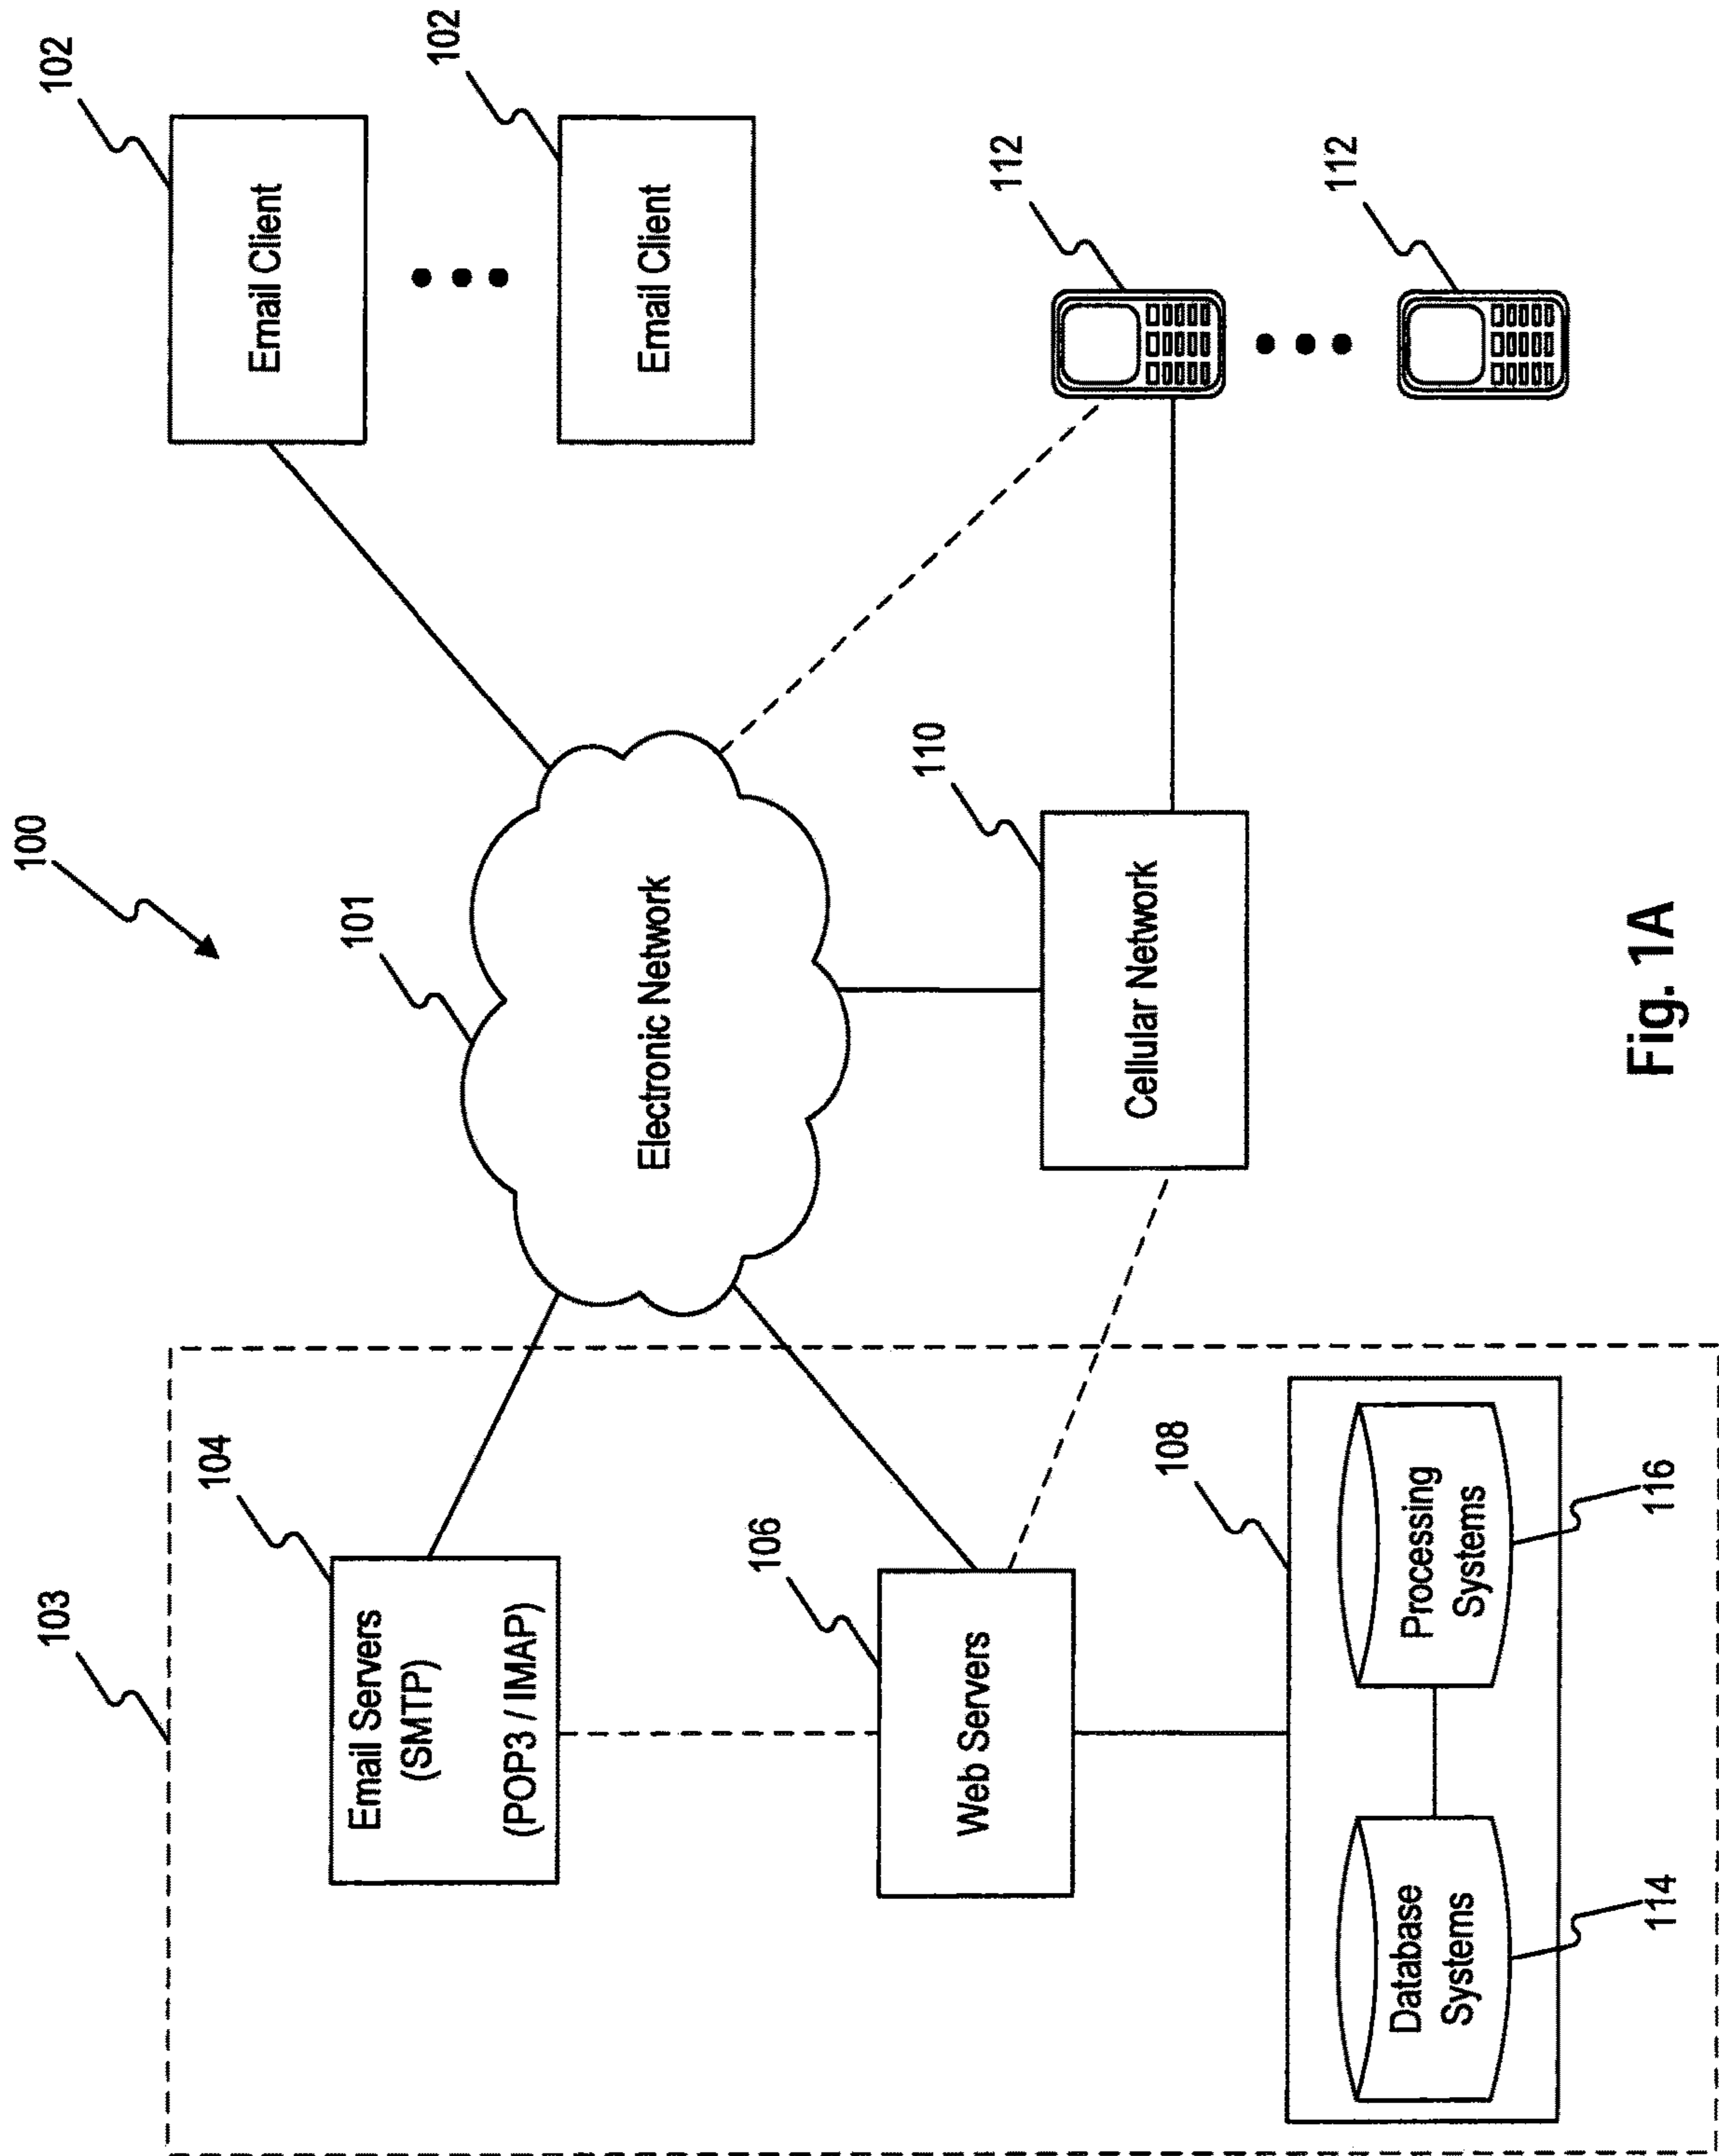 100
103
104
Email Servers
(SMTP)
(POP3 / IMAP)
101
Electronic Network
102
Email Client
102
Email Client
106
Web Servers
110
Cellular Network
112
112
108
Database
Systems
Processing
Systems
114
116
Fig. 1A